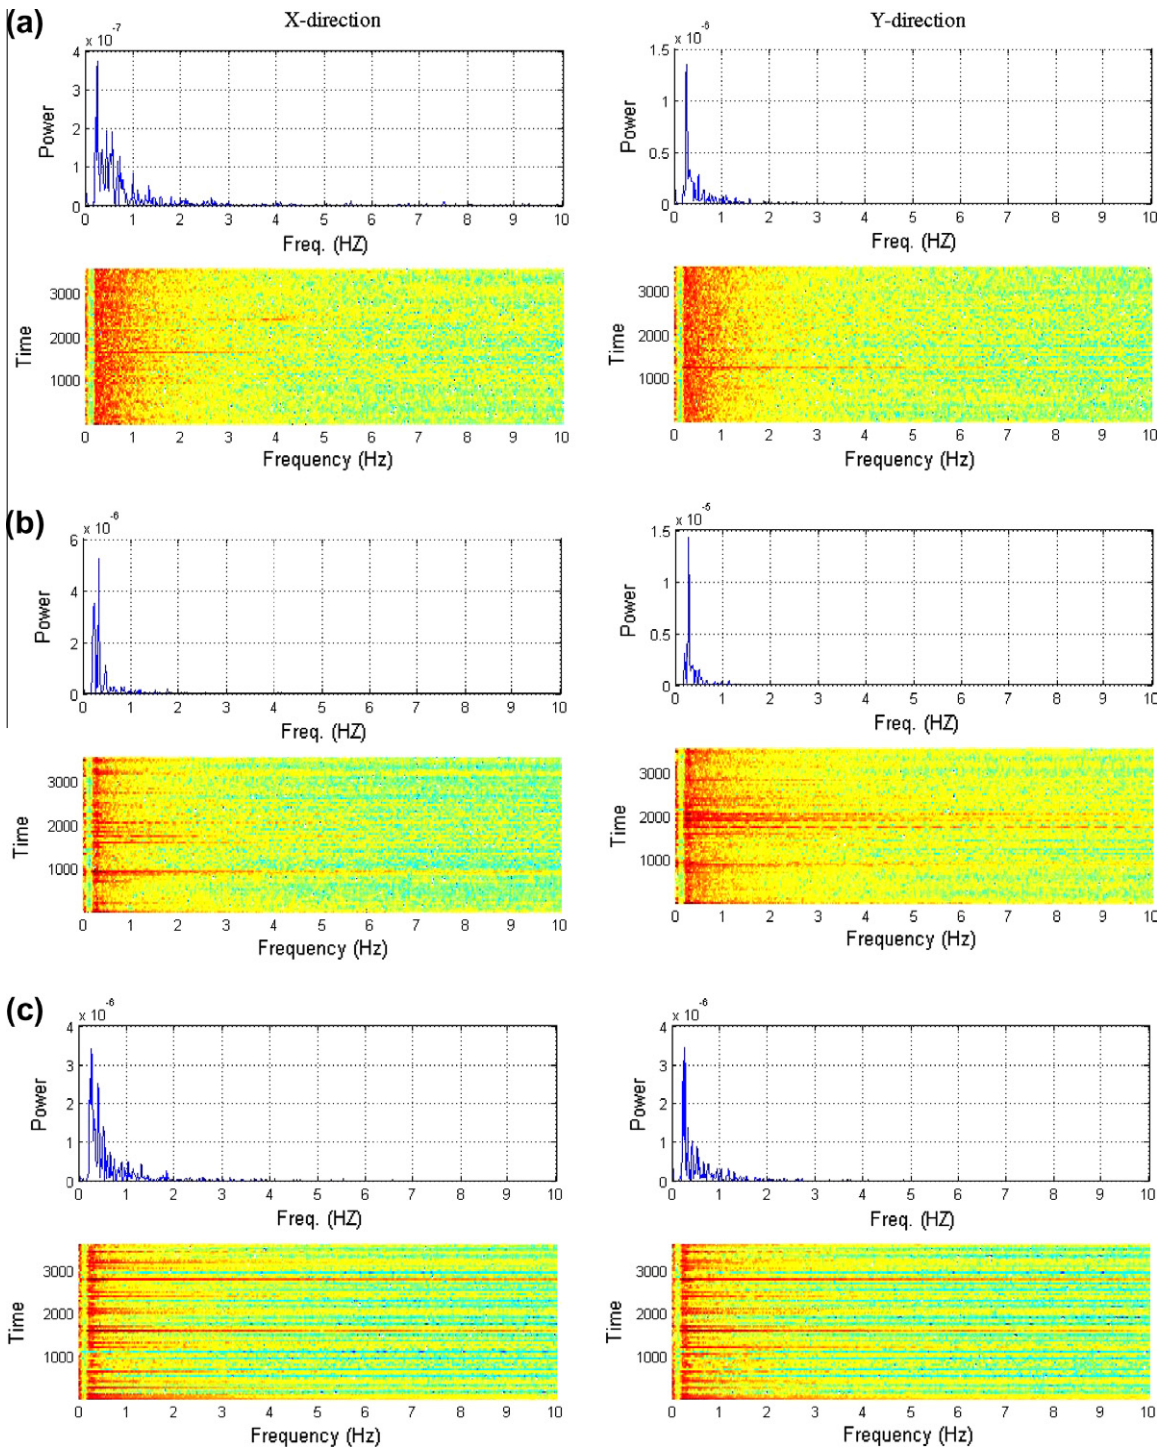 (a)
X-direction
Y-direction
x 10^-7
4
3
2
1
0
Power
0 1 2 3 4 5 6 7 8 9 10
Freq. (HZ)
x 10^-6
1.5
1
0.5
0
Power
0 1 2 3 4 5 6 7 8 9 10
Freq. (HZ)
3000
2000
1000
Time
0 1 2 3 4 5 6 7 8 9 10
Frequency (Hz)
3000
2000
1000
Time
0 1 2 3 4 5 6 7 8 9 10
Frequency (Hz)
(b)
x 10^-6
6
4
2
0
Power
0 1 2 3 4 5 6 7 8 9 10
Freq. (HZ)
x 10^-5
1.5
1
0.5
0
Power
0 1 2 3 4 5 6 7 8 9 10
Freq. (HZ)
3000
2000
1000
Time
0 1 2 3 4 5 6 7 8 9 10
Frequency (Hz)
3000
2000
1000
Time
0 1 2 3 4 5 6 7 8 9 10
Frequency (Hz)
(c)
x 10^-6
4
3
2
1
0
Power
0 1 2 3 4 5 6 7 8 9 10
Freq. (HZ)
x 10^-6
4
3
2
1
0
Power
0 1 2 3 4 5 6 7 8 9 10
Freq. (HZ)
3000
2000
1000
Time
0 1 2 3 4 5 6 7 8 9 10
Frequency (Hz)
3000
2000
1000
Time
0 1 2 3 4 5 6 7 8 9 10
Frequency (Hz)